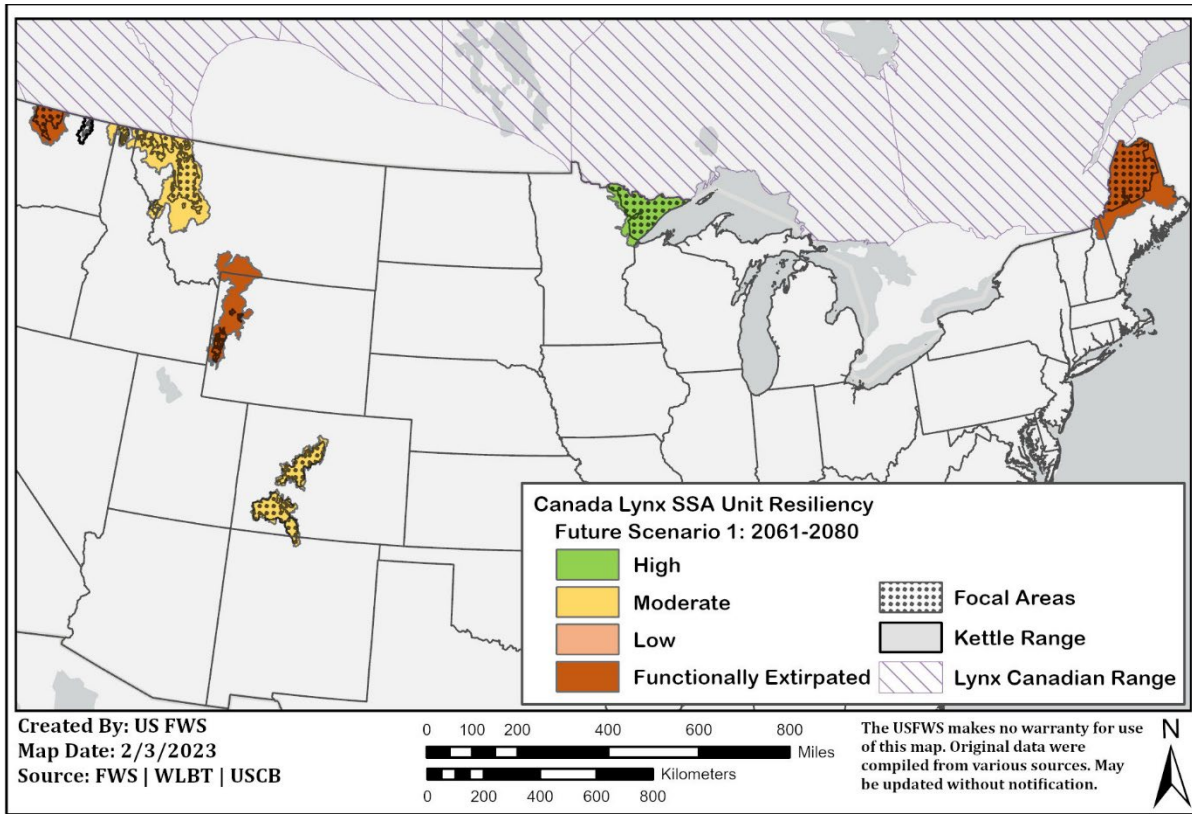 Canada Lynx SSA Unit Resiliency
Future Scenario 1: 2061-2080
High
Moderate
Low
Functionally Extirpated
Focal Areas
Kettle Range
Lynx Canadian Range
Created By: US FWS
Map Date: 2/3/2023
Source: FWS | WLBT | USCB
0 100 200 400 600 800
Miles
Kilometers
0 200 400 600 800
The USFWS makes no warranty for use
of this map. Original data were
compiled from various sources. May
be updated without notification.
N